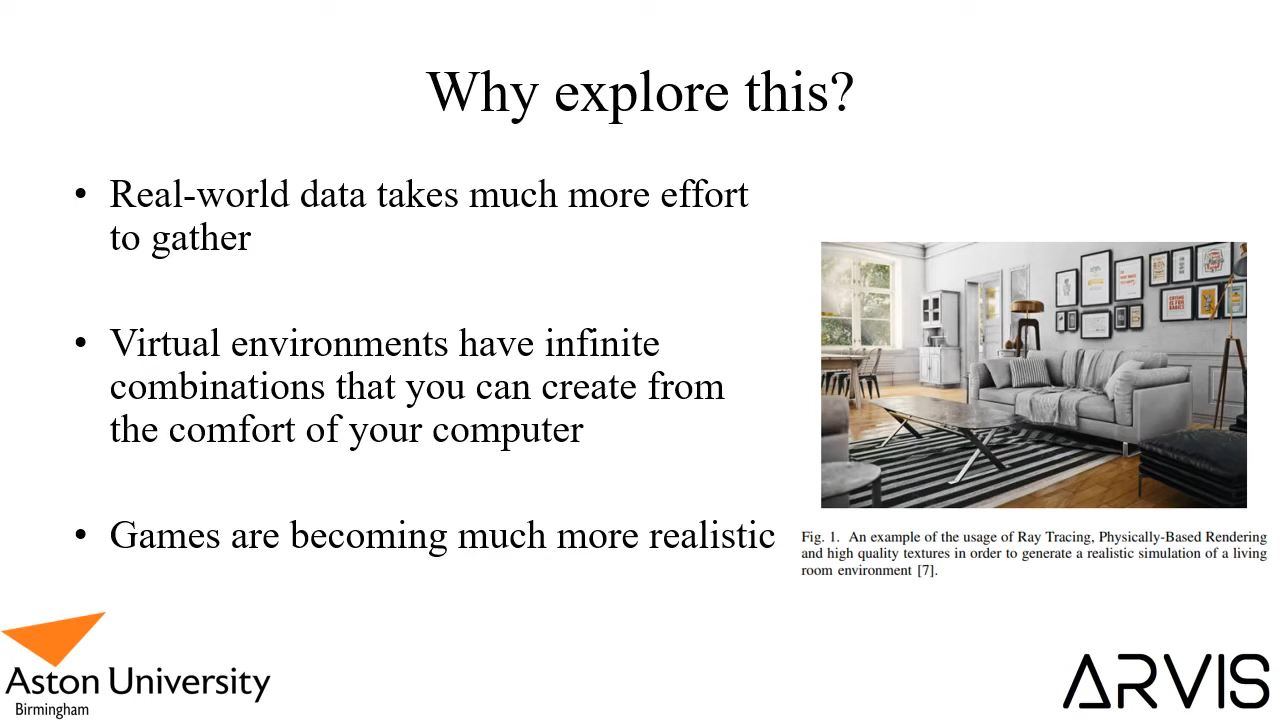 Why explore this?
• Real-world data takes much more effort
to gather
• Virtual environments have infinite
combinations that you can create from
the comfort of your computer
• Games are becoming much more realistic
Fig. 1. An example of the usage of Ray Tracing, Physically-Based Rendering
and high quality textures in order to generate a realistic simulation of a living
room environment [7].
Aston University
Birmingham
ARVIS